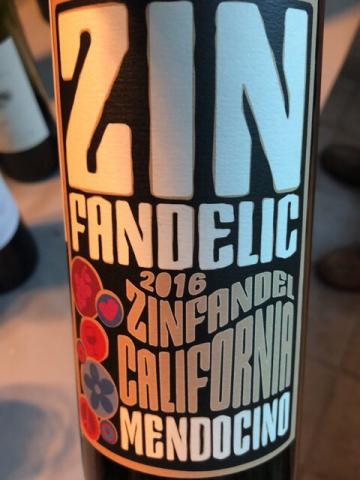 ZIN
FANDELIC
2016
ZINFANDEL
CALIFORNIA
MENDOCINO